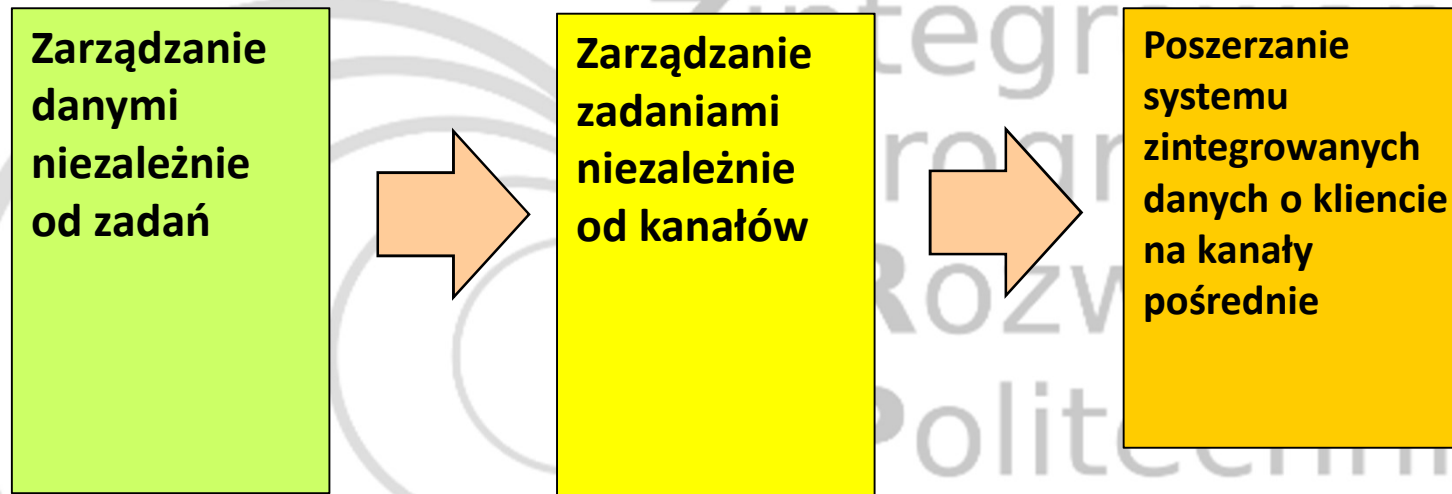 Zarządzanie
danymi
niezależnie
od zadań
Zarządzanie
zadaniami
niezależnie
od kanałów
Poszerzanie
systemu
zintegrowanych
danych o kliencie
na kanały
pośrednie